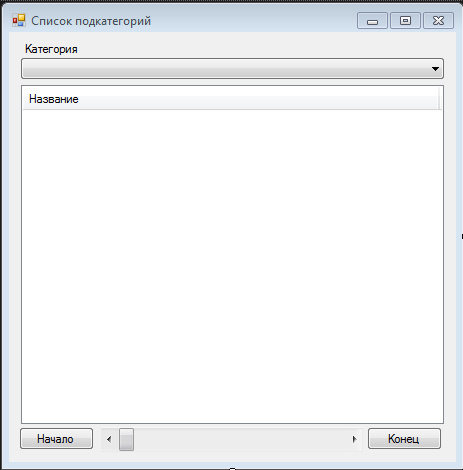 Список подкатегорий
Категория
Название
Начало
Конец